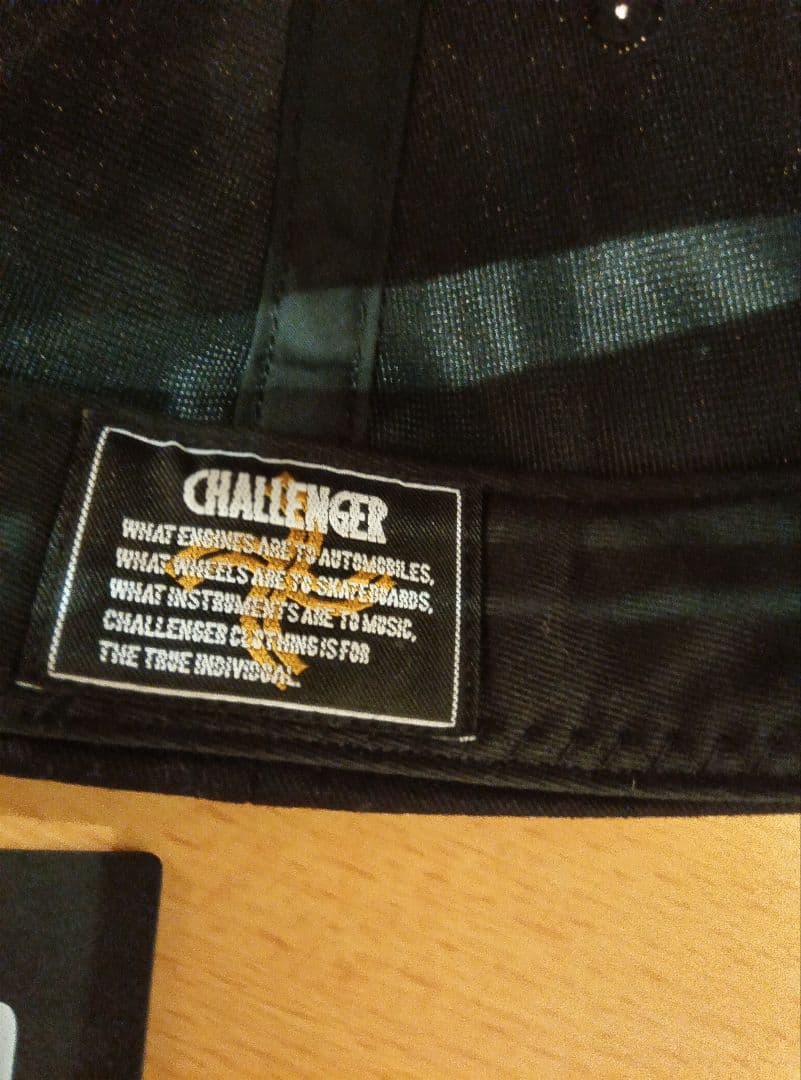 CHALLENGER
WHAT ENGINES ARE TO AUTOMOBILES,
WHAT WHEELS ARE TO SKATEBOARDS,
WHAT INSTRUMENTS ARE TO MUSIC,
CHALLENGER CLOTHING IS FOR
THE TRUE INDIVIDUAL.